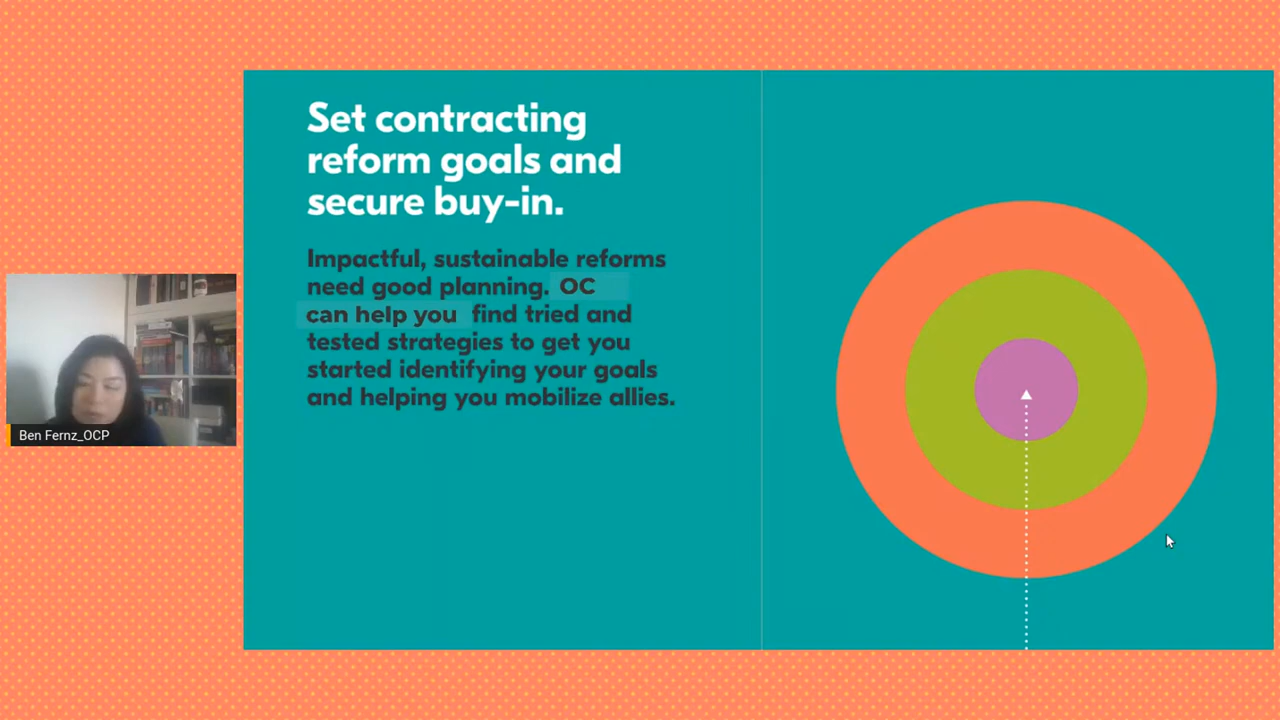 Set contracting
reform goals and
secure buy-in.
Impactful, sustainable reforms
need good planning. OC
can help you find tried and
tested strategies to get you
started identifying your goals
and helping you mobilize allies.
Ben Fernz_OCP